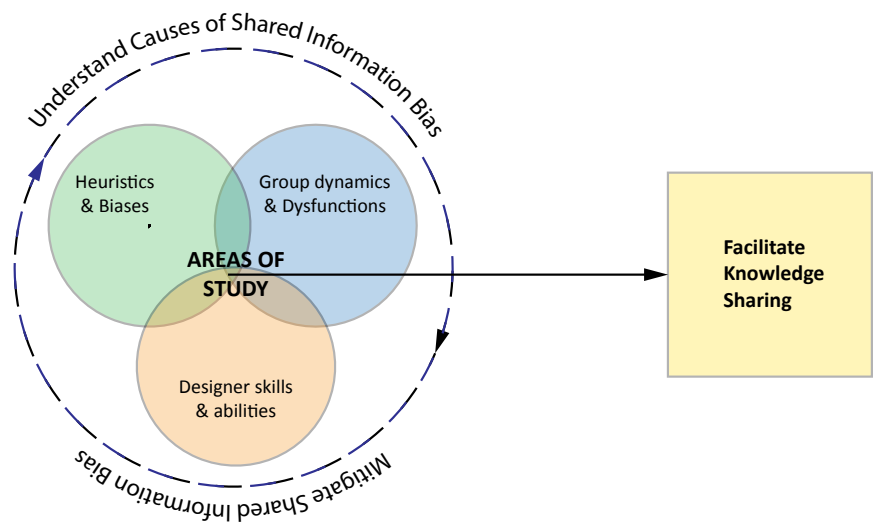 Understand Causes of Shared Information Bias
Heuristics
& Biases
Group dynamics
& Dysfunctions
AREAS OF
STUDY
Facilitate
Knowledge
Sharing
Designer skills
& abilities
Mitigate Shared Information Bias